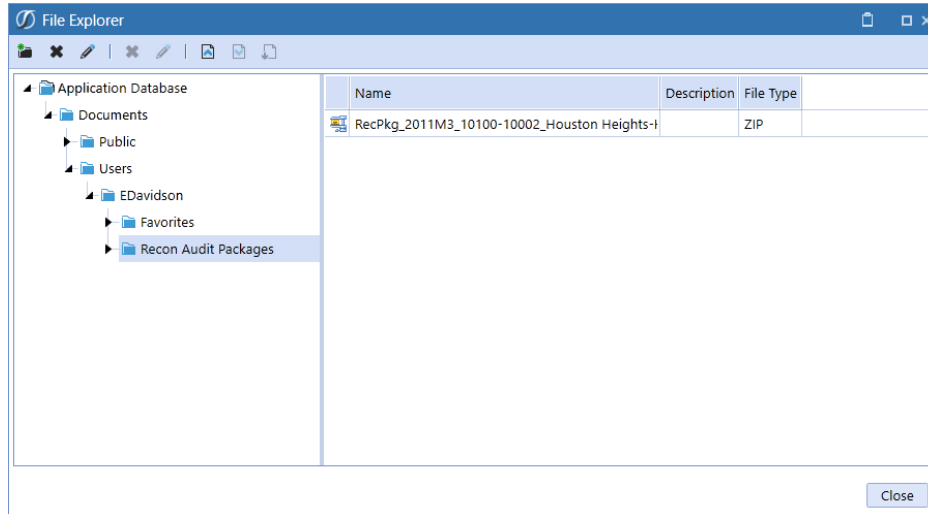 File Explorer
Application Database
Documents
Public
Users
EDavidson
Favorites
Recon Audit Packages
Name Description File Type
RecPkg_2011M3_10100-10002_Houston Heights- ZIP
Close